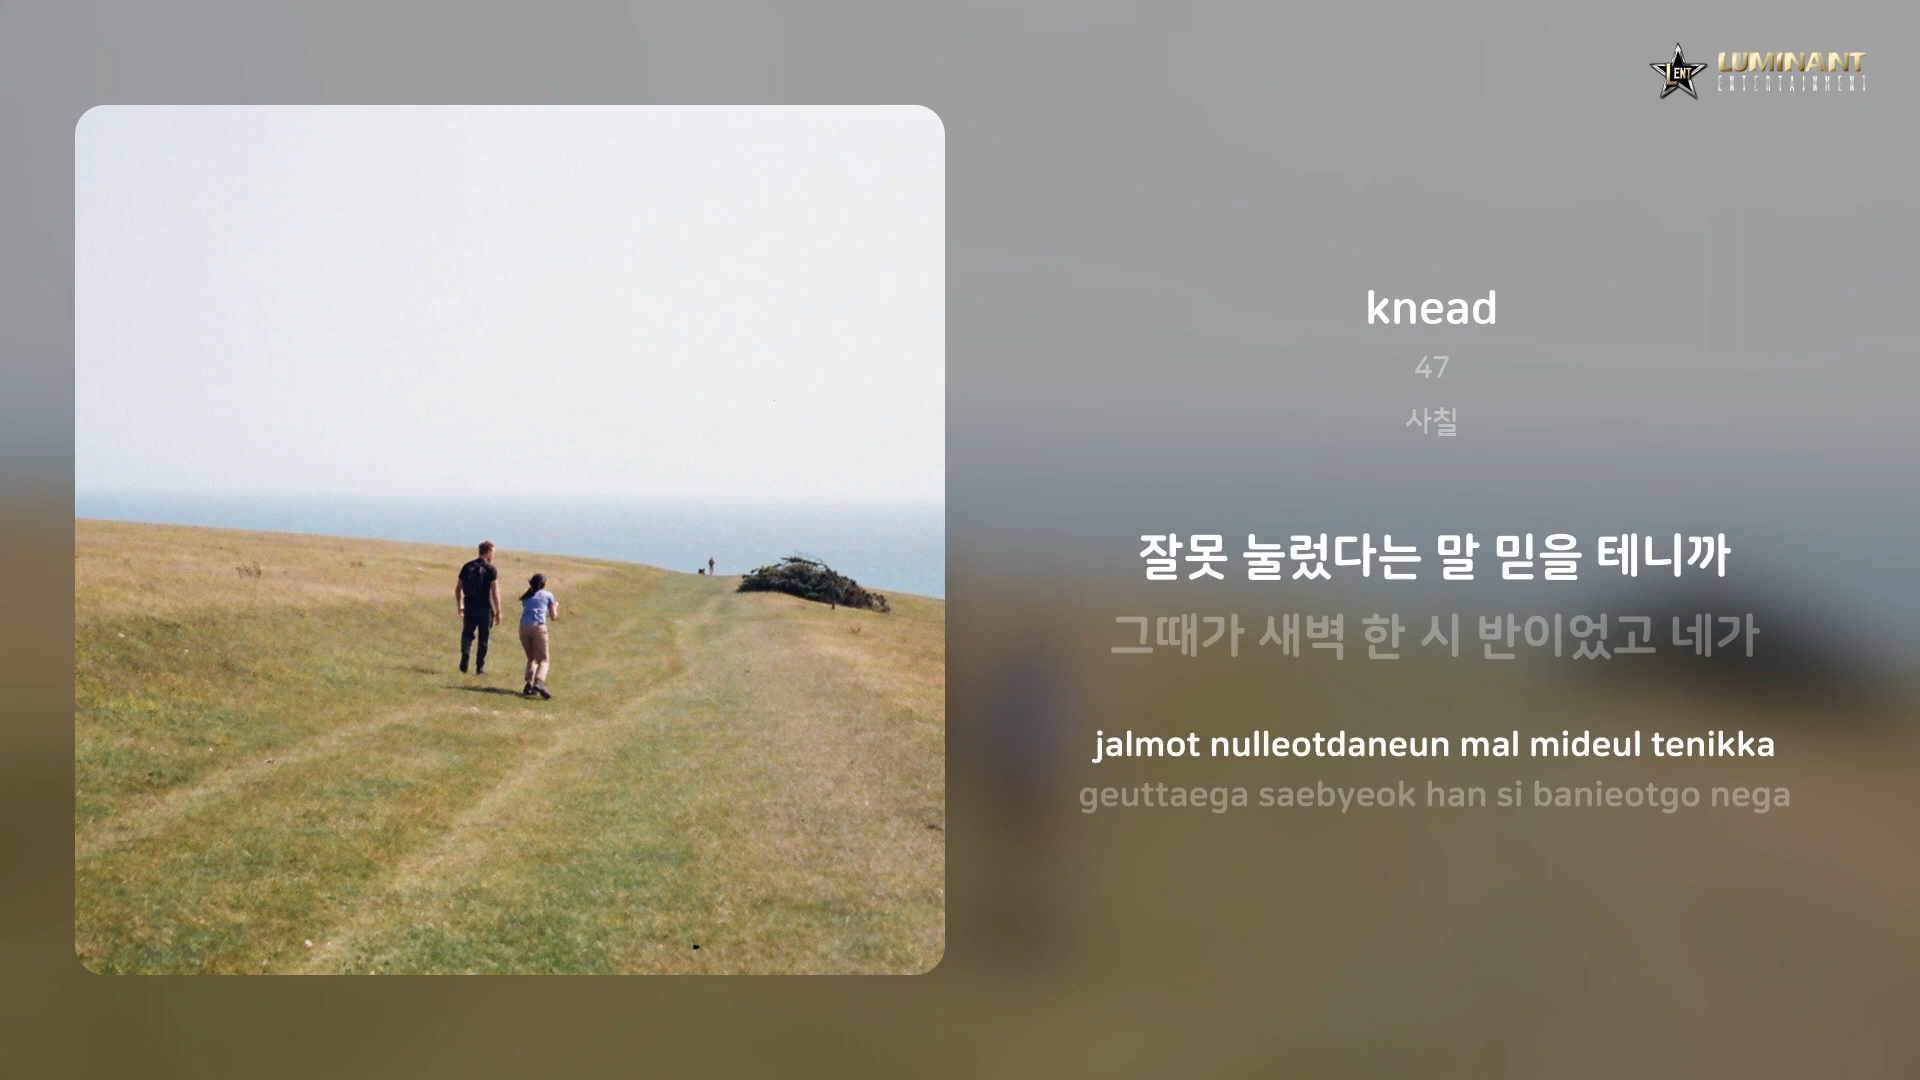 LENT
LUMINANT
ENTERTAINMENT
knead
47
사칠
잘못 눌렀다는 말 믿을 테니까
그때가 새벽 한 시 반이었고 네가
jalmot nulleotdaneun mal mideul tenikka
geuttaega saebyeok han si banieotgo nega